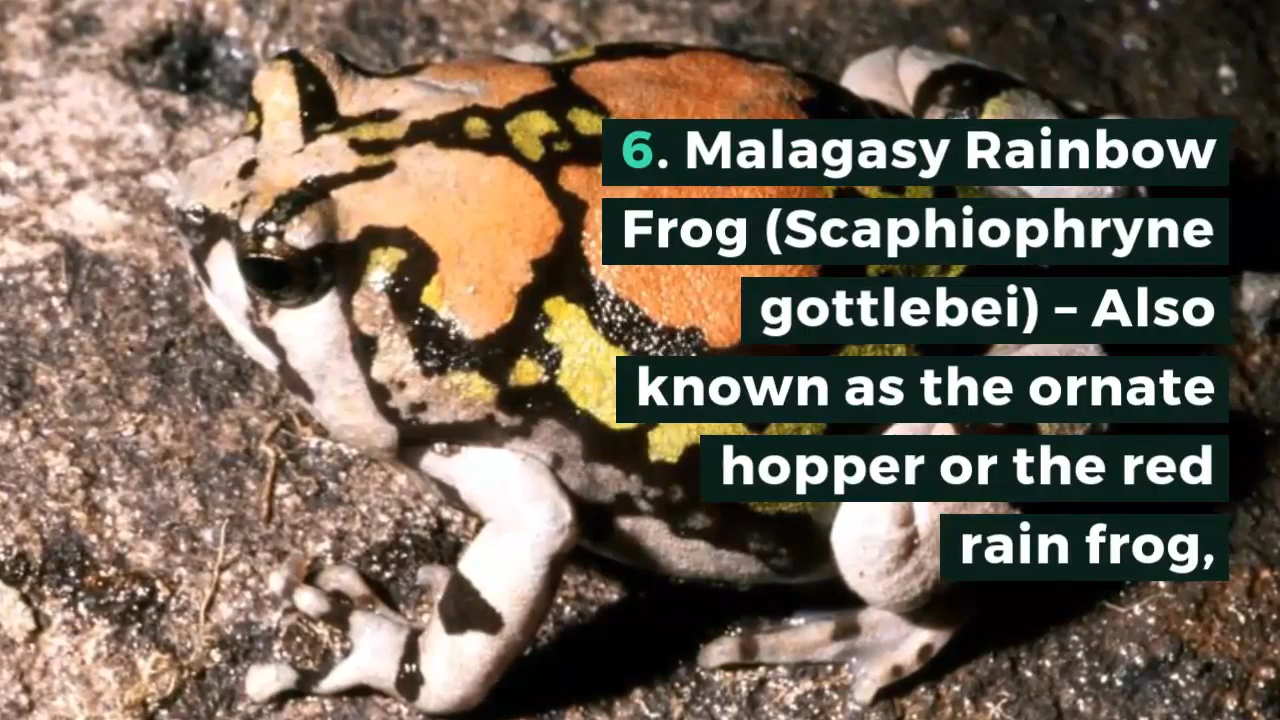 6. Malagasy Rainbow
Frog (Scaphiophryne
gottlebei) – Also
known as the ornate
hopper or the red
rain frog,